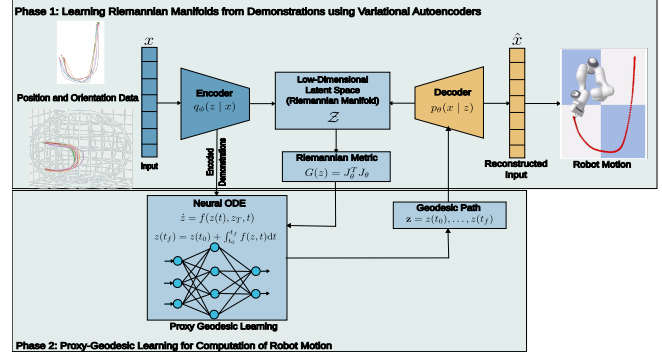 Phase 1: Learning Riemannian Manifolds from Demonstrations using Variational Autoencoders
Position and Orientation Data
x
Input
Encoder
q_φ(z | x)
Encoded
Demonstrations
Low-Dimensional
Latent Space
(Riemannian Manifold)
𝒵
Riemannian Metric
G(z) = J_θ^T J_θ
Decoder
p_θ(x | z)
x̂
Reconstructed
Input
Robot Motion
Neural ODE
ż = f(z(t), z_T, t)
z(t_f) = z(t_0) + ∫_{t_0}^{t_f} f(z, t)dt
Proxy Geodesic Learning
Geodesic Path
z = z(t_0), . . . , z(t_f)
Phase 2: Proxy-Geodesic Learning for Computation of Robot Motion